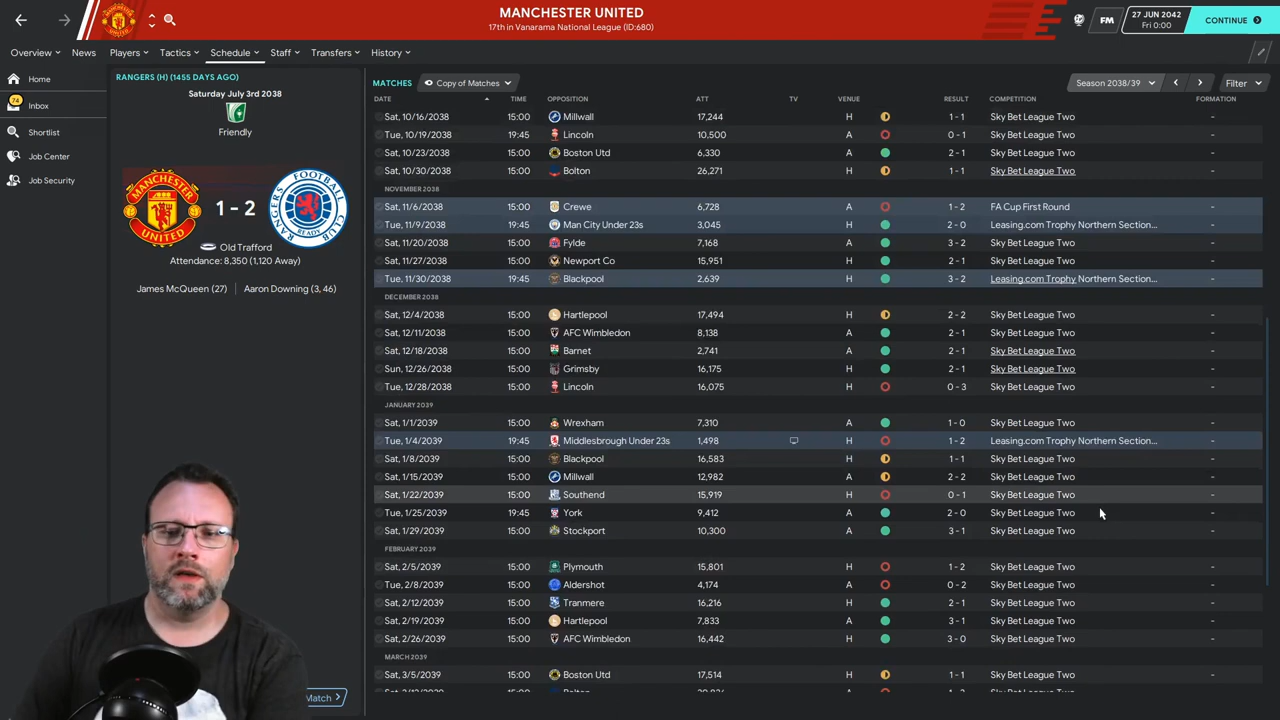 MANCHESTER UNITED
17th in Vanarama National League (ID:680)
FM
27 JUN 2042
Fri 0:00
CONTINUE
Overview News Players Tactics Schedule Staff Transfers History
Home
74
Inbox
Shortlist
Job Center
Job Security
RANGERS (H) (1455 DAYS AGO)
Saturday July 3rd 2038
Friendly
MANCHESTER UNITED
1 - 2
RANGERS FOOTBALL CLUB READY
Old Trafford
Attendance: 8,350 (1,120 Away)
James McQueen (27) Aaron Downing (3, 46)
Match
MATCHES Copy of Matches Season 2038/39 Filter
DATE TIME OPPOSITION ATT TV VENUE RESULT COMPETITION FORMATION
Sat, 10/16/2038 15:00 Millwall 17,244 H 1 - 1 Sky Bet League Two -
Tue, 10/19/2038 19:45 Lincoln 10,500 A 0 - 1 Sky Bet League Two -
Sat, 10/23/2038 15:00 Boston Utd 6,330 A 2 - 1 Sky Bet League Two -
Sat, 10/30/2038 15:00 Bolton 26,271 H 1 - 1 Sky Bet League Two -
NOVEMBER 2038
Sat, 11/6/2038 15:00 Crewe 6,728 A 1 - 2 FA Cup First Round -
Tue, 11/9/2038 19:45 Man City Under 23s 3,045 H 2 - 0 Leasing.com Trophy Northern Section... -
Sat, 11/20/2038 15:00 Fylde 7,168 A 3 - 2 Sky Bet League Two -
Sat, 11/27/2038 15:00 Newport Co 15,951 H 2 - 1 Sky Bet League Two -
Tue, 11/30/2038 19:45 Blackpool 2,639 H 3 - 2 Leasing.com Trophy Northern Section... -
DECEMBER 2038
Sat, 12/4/2038 15:00 Hartlepool 17,494 H 2 - 2 Sky Bet League Two -
Sat, 12/11/2038 15:00 AFC Wimbledon 8,138 A 2 - 1 Sky Bet League Two -
Sat, 12/18/2038 15:00 Barnet 2,741 A 2 - 1 Sky Bet League Two -
Sun, 12/26/2038 15:00 Grimsby 16,175 H 2 - 1 Sky Bet League Two -
Tue, 12/28/2038 15:00 Lincoln 16,075 H 0 - 3 Sky Bet League Two -
JANUARY 2039
Sat, 1/1/2039 15:00 Wrexham 7,310 A 1 - 0 Sky Bet League Two -
Tue, 1/4/2039 19:45 Middlesbrough Under 23s 1,498 H 1 - 2 Leasing.com Trophy Northern Section... -
Sat, 1/8/2039 15:00 Blackpool 16,583 H 1 - 1 Sky Bet League Two -
Sat, 1/15/2039 15:00 Millwall 12,982 A 2 - 2 Sky Bet League Two -
Sat, 1/22/2039 15:00 Southend 15,919 H 0 - 1 Sky Bet League Two -
Tue, 1/25/2039 19:45 York 9,412 A 2 - 0 Sky Bet League Two -
Sat, 1/29/2039 15:00 Stockport 10,300 A 3 - 1 Sky Bet League Two -
FEBRUARY 2039
Sat, 2/5/2039 15:00 Plymouth 15,801 H 1 - 2 Sky Bet League Two -
Tue, 2/8/2039 15:00 Aldershot 4,174 A 0 - 2 Sky Bet League Two -
Sat, 2/12/2039 15:00 Tranmere 16,216 H 2 - 1 Sky Bet League Two -
Sat, 2/19/2039 15:00 Hartlepool 7,833 A 3 - 1 Sky Bet League Two -
Sat, 2/26/2039 15:00 AFC Wimbledon 16,442 H 3 - 0 Sky Bet League Two -
MARCH 2039
Sat, 3/5/2039 15:00 Boston Utd 17,514 H 1 - 1 Sky Bet League Two -